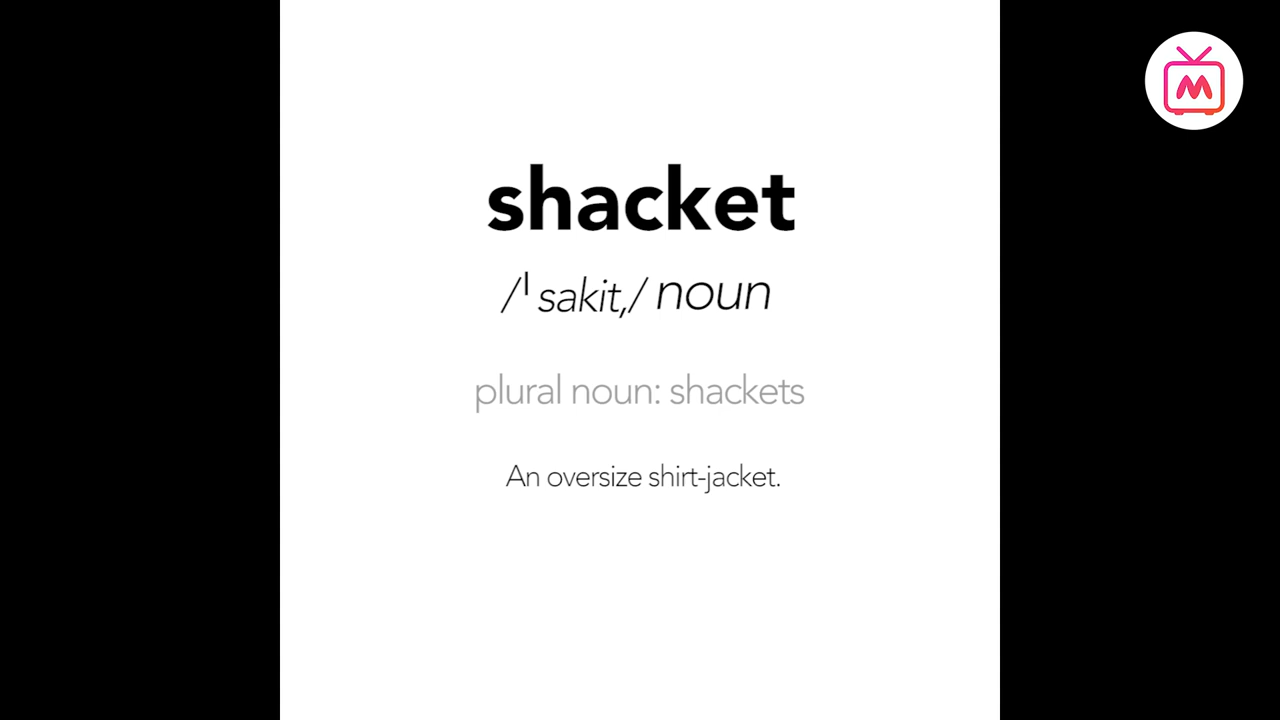 shacket
/ˈsakit,/ noun
plural noun: shackets
An oversize shirt-jacket.